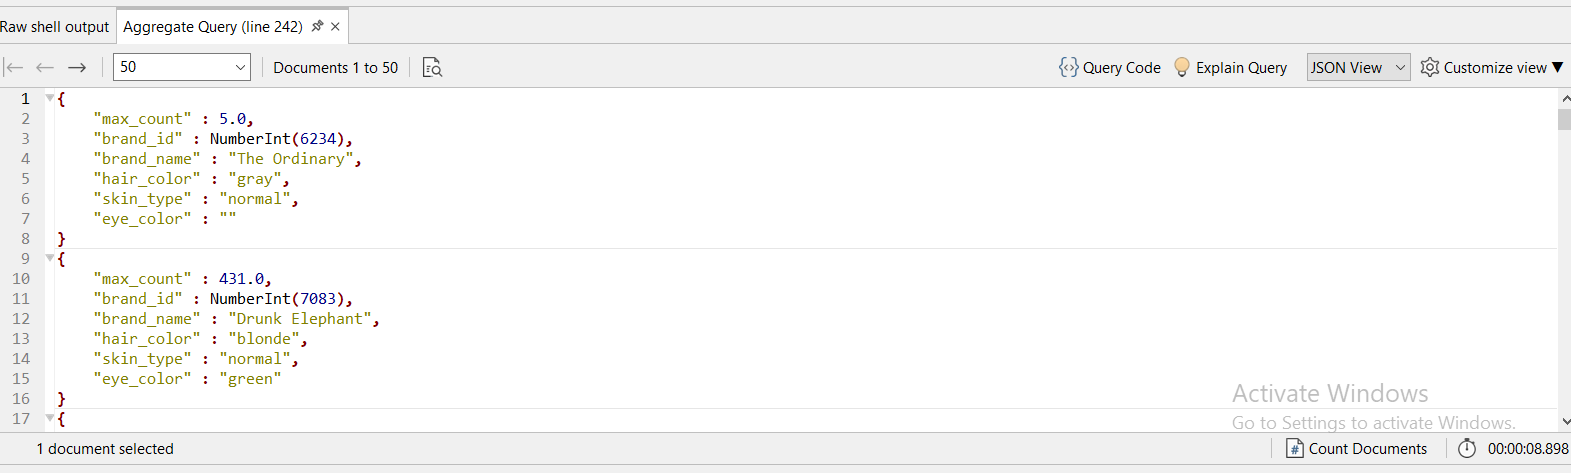 Raw shell output Aggregate Query (line 242)
50 Documents 1 to 50 Query Code Explain Query JSON View Customize view
1 {
2 "max_count" : 5.0,
3 "brand_id" : NumberInt(6234),
4 "brand_name" : "The Ordinary",
5 "hair_color" : "gray",
6 "skin_type" : "normal",
7 "eye_color" : ""
8 }
9 {
10 "max_count" : 431.0,
11 "brand_id" : NumberInt(7083),
12 "brand_name" : "Drunk Elephant",
13 "hair_color" : "blonde",
14 "skin_type" : "normal",
15 "eye_color" : "green"
16 }
17 {
Activate Windows
Go to Settings to activate Windows.
1 document selected # Count Documents 00:00:08.898